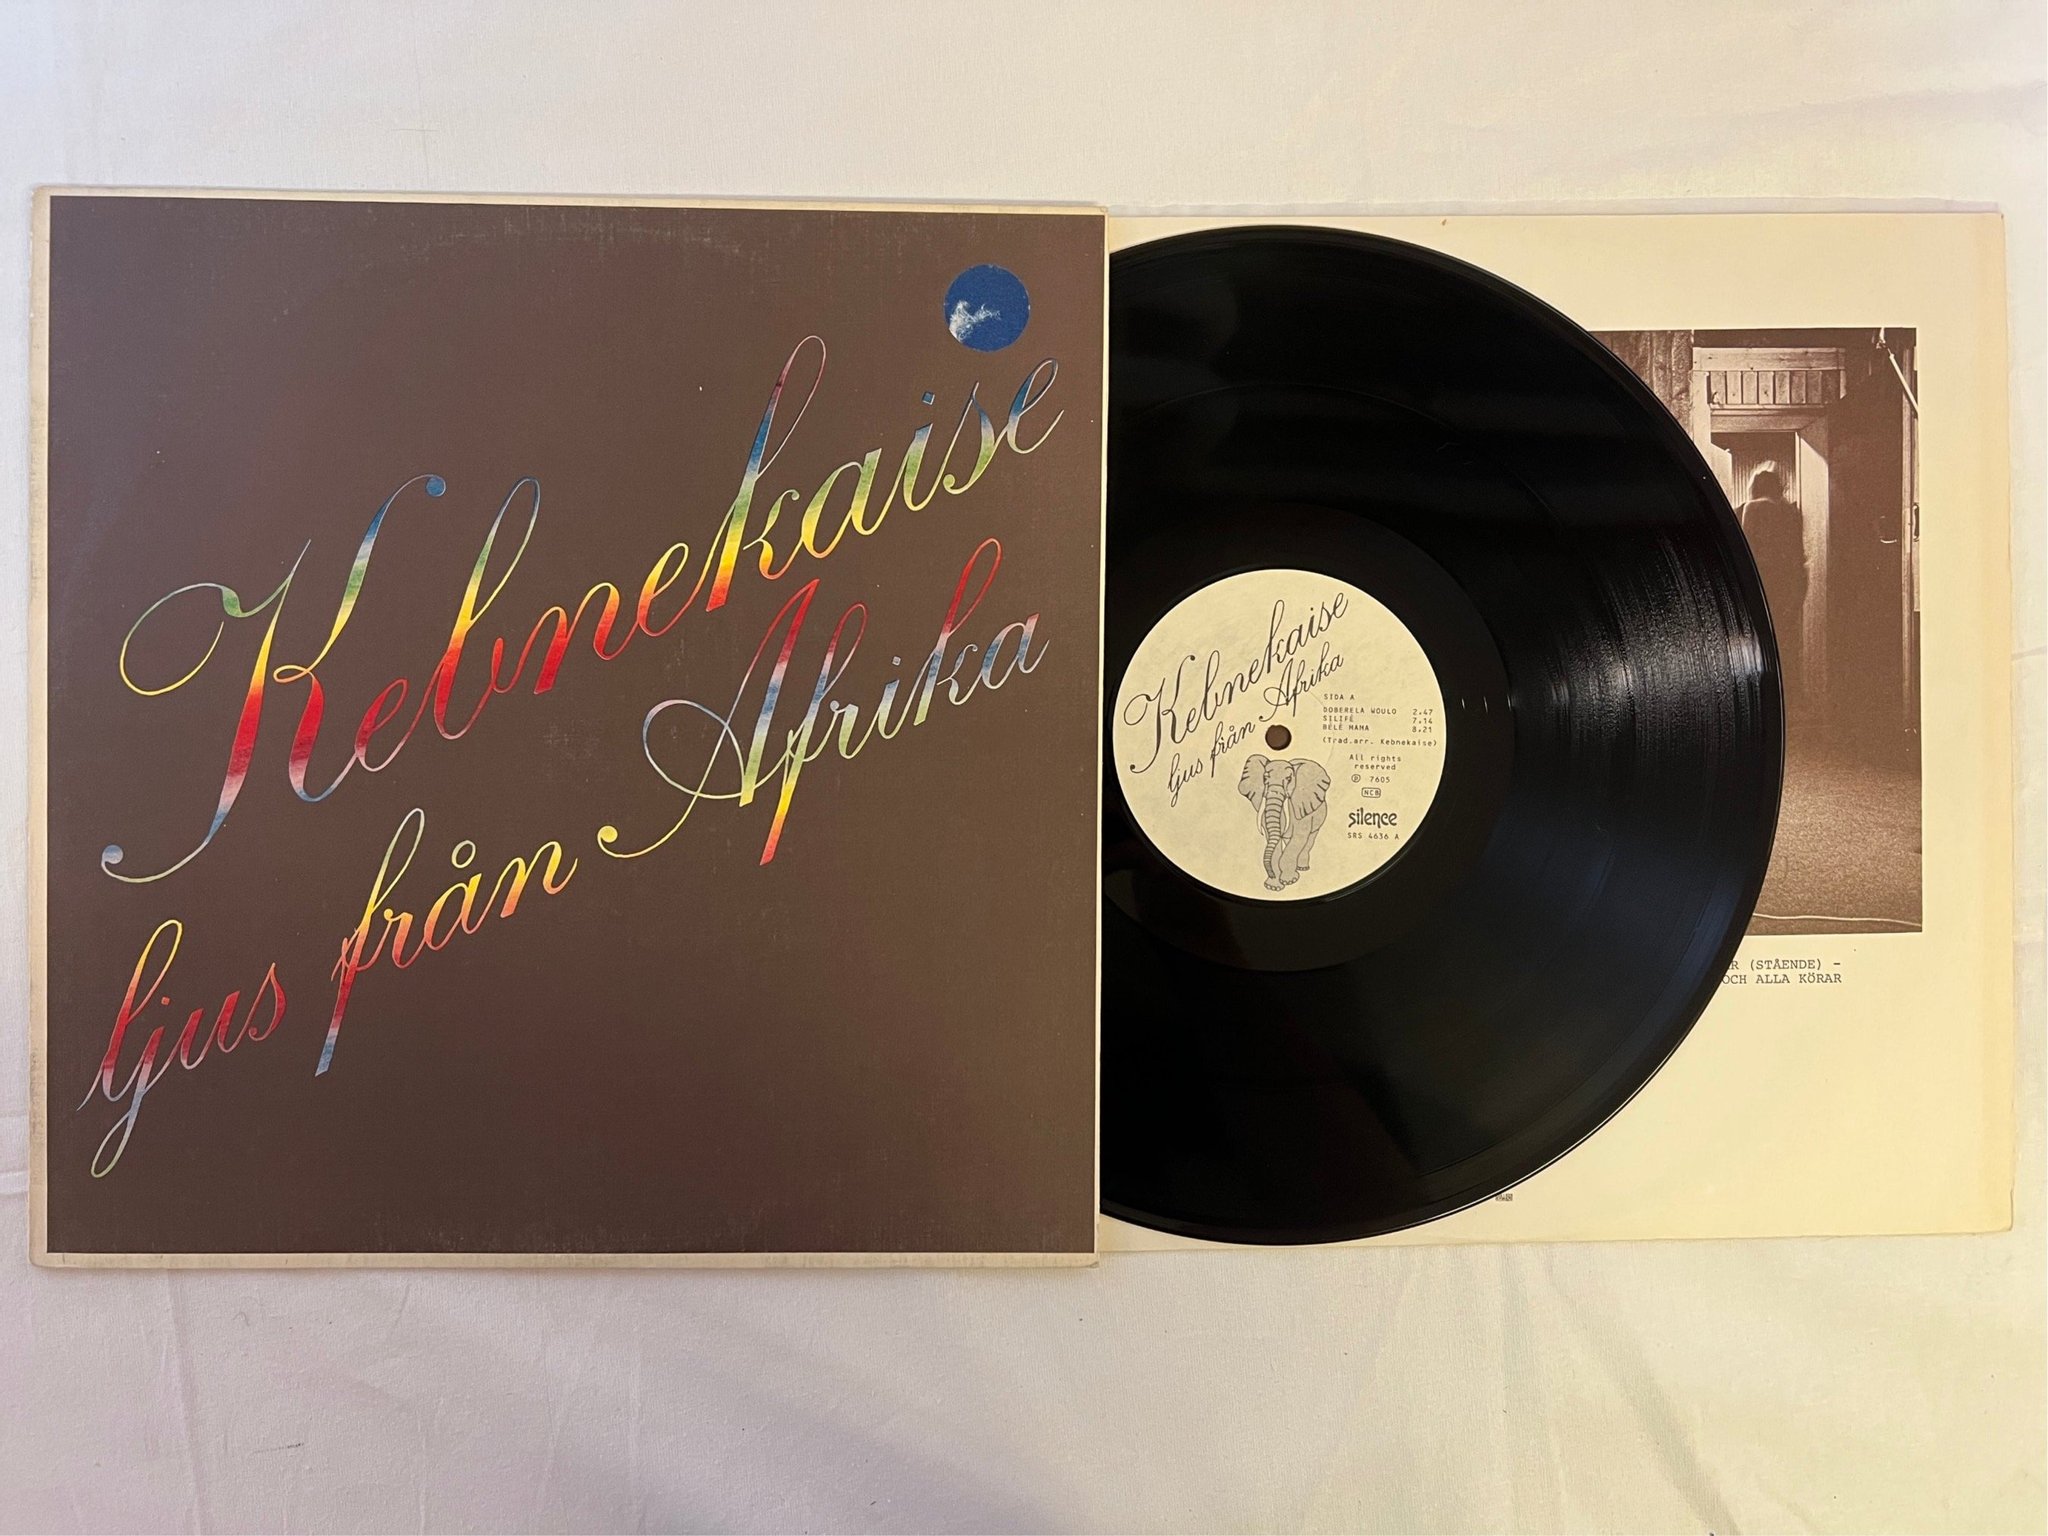 Kebnekaise
ljus från Afrika
Kebnekaise
ljus från Afrika
SIDA A
DOBERELA WOULO 2.47
SILIFÉ 7.14
BÉLÉ MAMA 8.21
(Trad.arr. Kebnekaise)
All rights
reserved
Ⓟ 7605
NCB
silence
SRS 4636 A
R (STÅENDE) -
OCH ALLA KÖRAR